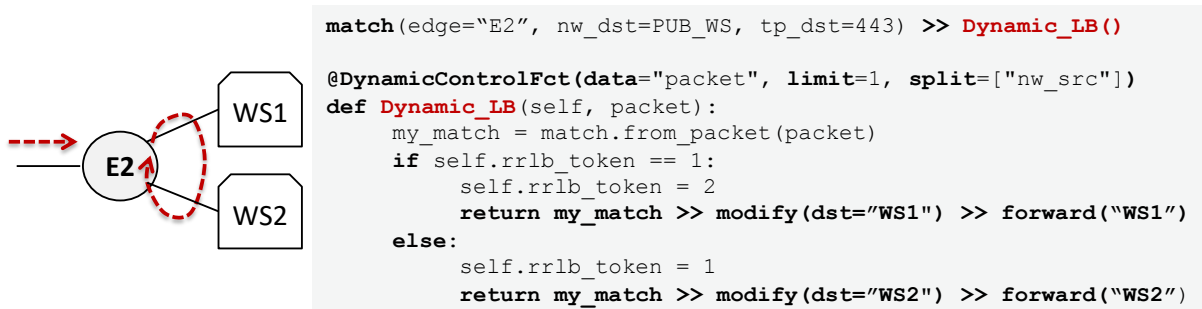 match(edge=“E2”, nw_dst=PUB_WS, tp_dst=443) >> Dynamic_LB()
@DynamicControlFct(data="packet", limit=1, split=["nw_src"])
def Dynamic_LB(self, packet):
my_match = match.from_packet(packet)
if self.rrlb_token == 1:
self.rrlb_token = 2
return my_match >> modify(dst=”WS1") >> forward(“WS1”)
else:
self.rrlb_token = 1
return my_match >> modify(dst=”WS2") >> forward(“WS2”)
WS1
E2
WS2